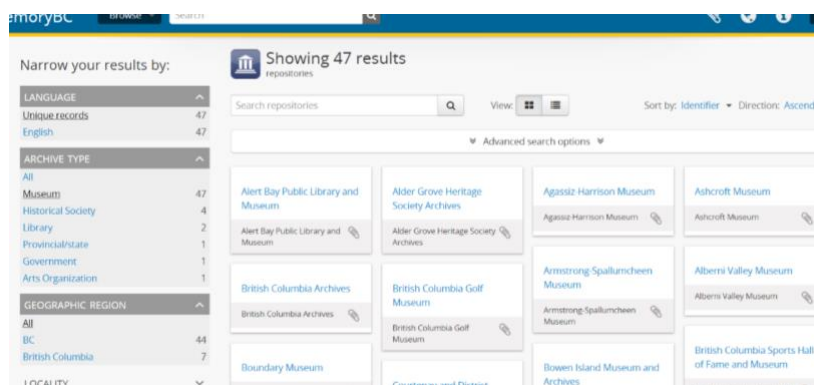 emoryBC Browse Search
Narrow your results by:
LANGUAGE
Unique records 47
English 47
ARCHIVE TYPE
All
Museum 47
Historical Society 4
Library 2
Provincial/state 1
Government 1
Arts Organization 1
GEOGRAPHIC REGION
All
BC 44
British Columbia 7
LOCALITY
Showing 47 results
repositories
Search repositories View: Sort by: Identifier Direction: Ascend
Advanced search options
Alert Bay Public Library and
Museum
Alert Bay Public Library and
Museum
British Columbia Archives
British Columbia Archives
Boundary Museum
Alder Grove Heritage
Society Archives
Alder Grove Heritage Society
Archives
British Columbia Golf
Museum
British Columbia Golf
Museum
Courtenay and District
Agassiz-Harrison Museum
Agassiz-Harrison Museum
Armstrong-Spallumcheen
Museum
Armstrong-Spallumcheen
Museum
Bowen Island Museum and
Archives
Ashcroft Museum
Ashcroft Museum
Alberni Valley Museum
Alberni Valley Museum
British Columbia Sports Hall
of Fame and Museum